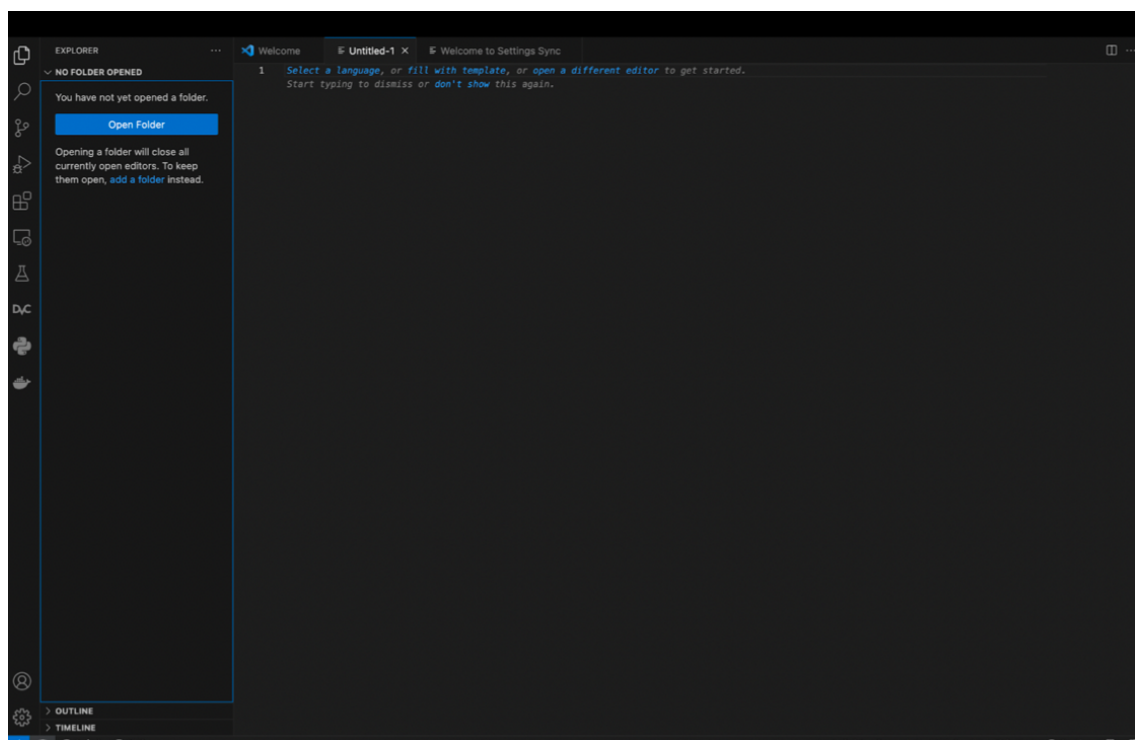 EXPLORER
NO FOLDER OPENED
You have not yet opened a folder.
Open Folder
Opening a folder will close all
currently open editors. To keep
them open, add a folder instead.
OUTLINE
TIMELINE
DVC
Welcome
Untitled-1
Welcome to Settings Sync
1 Select a language, or fill with template, or open a different editor to get started.
Start typing to dismiss or don't show this again.